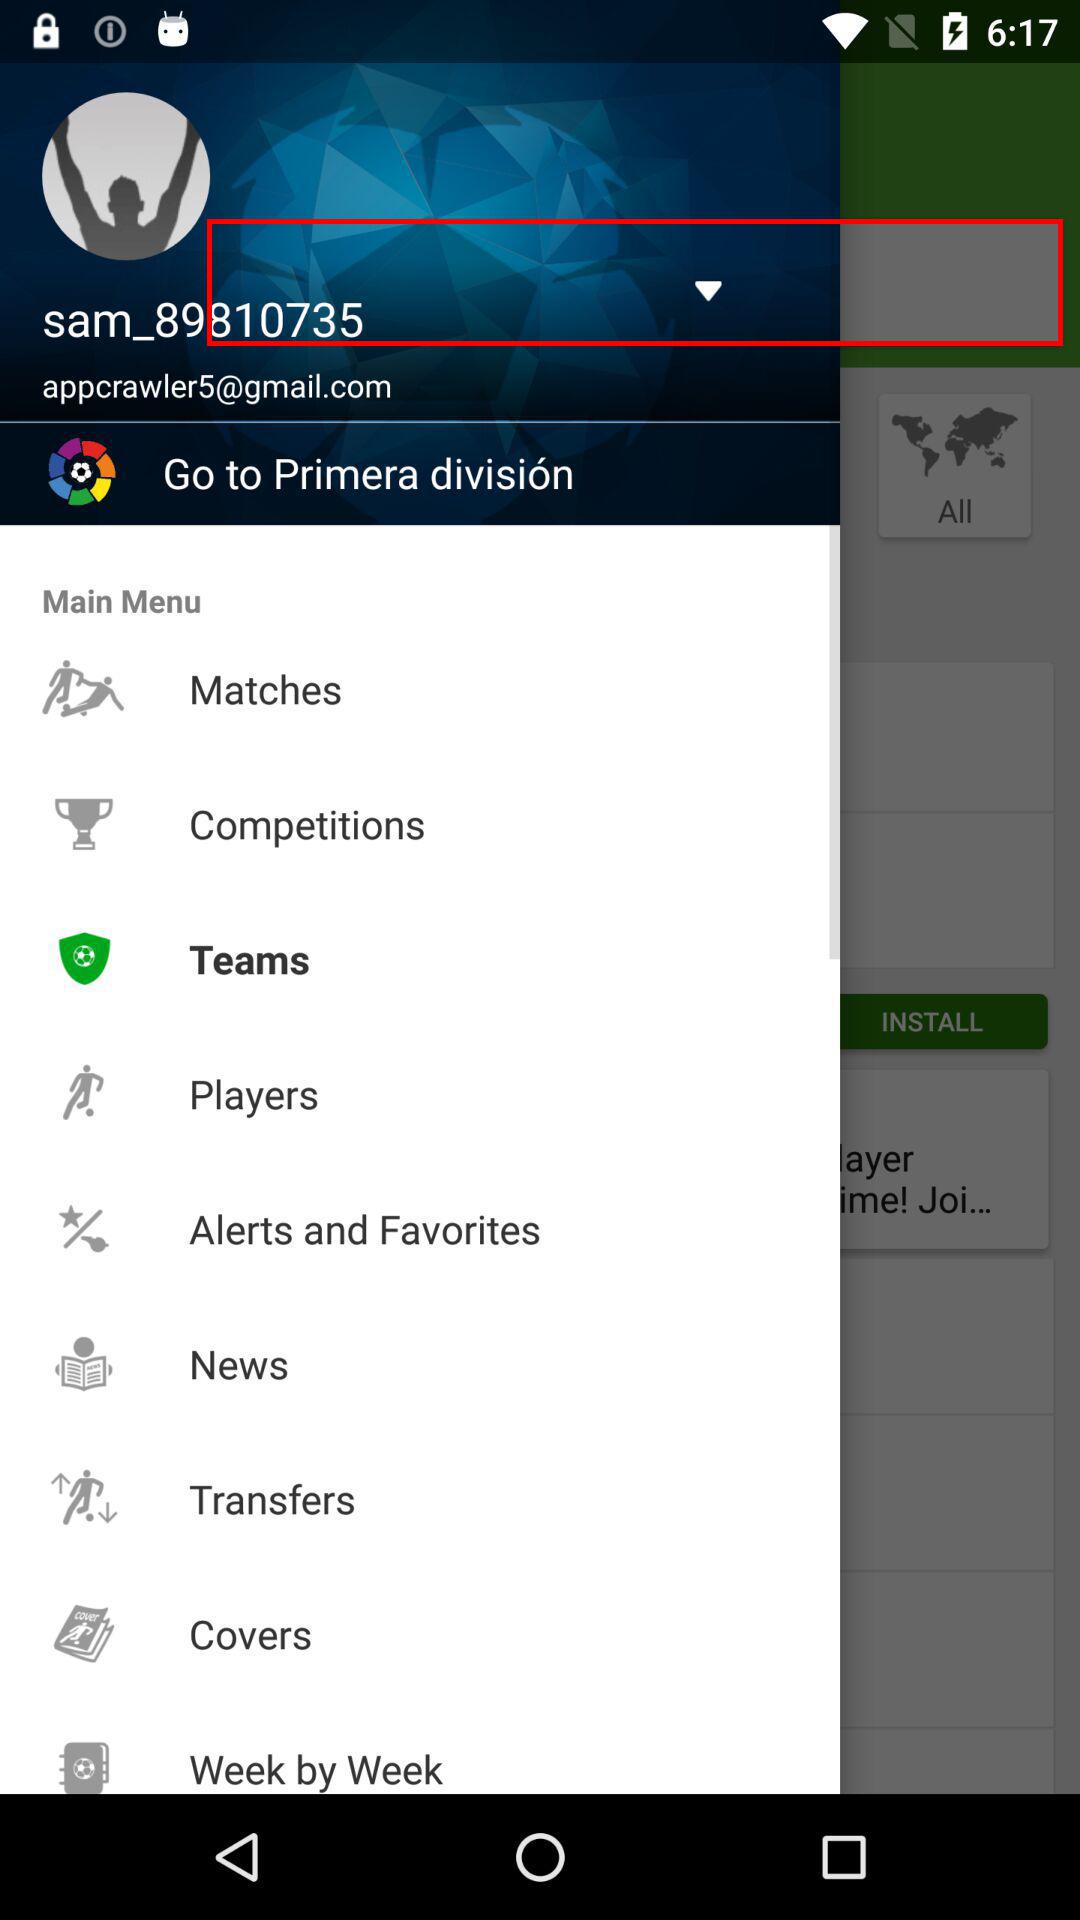 6:17
sam_89810735
appcrawler5@gmail.com
Go to Primera división
All
Main Menu
Matches
Competitions
Teams
INSTALL
Players
layer
ime! Joi...
Alerts and Favorites
News
NEWS
Transfers
cover
Covers
Week by Week